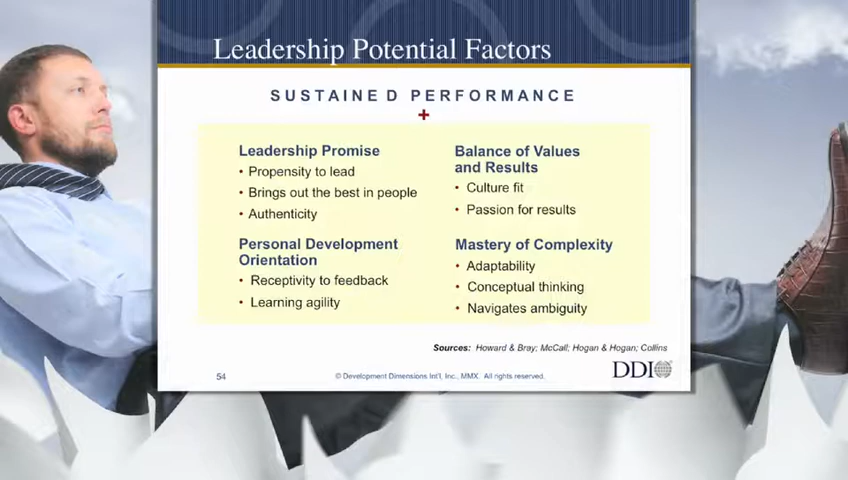 Leadership Potential Factors
SUSTAINED PERFORMANCE
+
Leadership Promise
• Propensity to lead
• Brings out the best in people
• Authenticity
Personal Development
Orientation
• Receptivity to feedback
• Learning agility
Balance of Values
and Results
• Culture fit
• Passion for results
Mastery of Complexity
• Adaptability
• Conceptual thinking
• Navigates ambiguity
Sources: Howard & Bray; McCall; Hogan & Hogan; Collins
54
© Development Dimensions Int'l, Inc., MMX. All rights reserved.
DDI